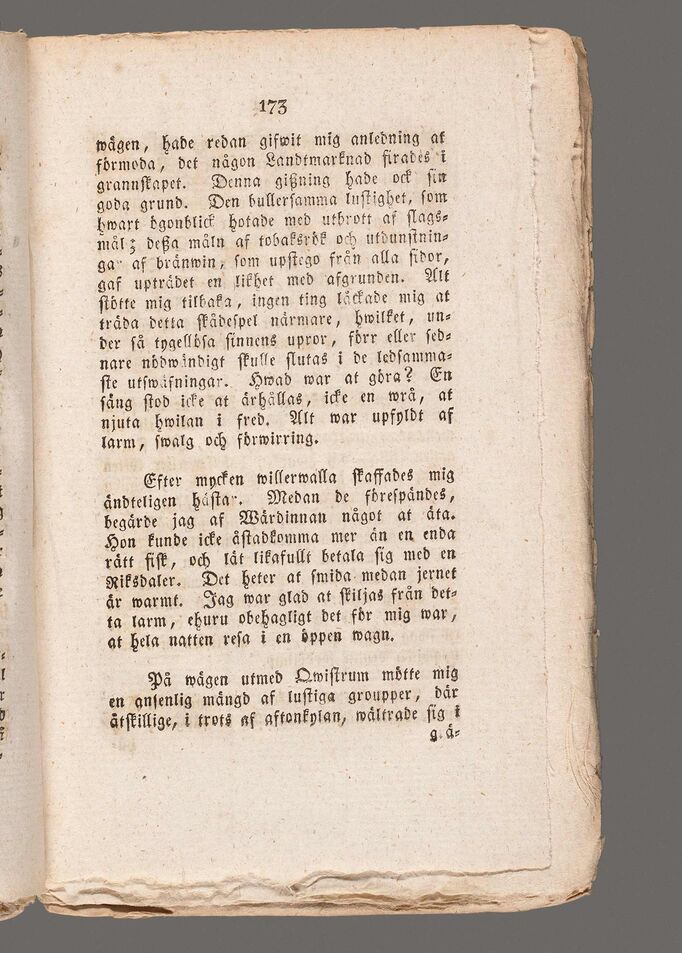 173
wägen, hade redan gifwit mig anledning at
förmoda, det någon Landtmarknad firades i
grannskapet. Denna gißning hade ock sin
goda grund. Den bullersamma lustighet, som
hwart ögonblick hotade med utbrott af slags-
mål; deßa måln af tobaksrök och utdunstnin-
gar af bränwin, som upstego från alla sidor,
gaf upträdet en likhet med afgrunden. Alt
stötte mig tilbaka, ingen ting låckade mig at
träda detta skådespel närmare, hwilket, un-
der så tygellösa sinnens upror, förr eller sed-
nare nödwändigt skulle slutas i de ledsamma-
ste utswäfningar. Hwad war at göra? En
säng stod icke at ärhållas, icke en wrå, at
njuta hwilan i fred. Alt war upfyldt af
larm, swalg och förwirring.
Efter mycken willerwalla skaffades mig
ändteligen hästar. Medan de förespändes,
begärde jag af Wärdinnan något at äta.
Hon kunde icke åstadkomma mer än en enda
rätt fisk, och lät likafullt betala sig med en
Riksdaler. Det heter at smida medan jernet
är warmt. Jag war glad at skiljas från det-
ta larm, ehuru obehagligt det för mig war,
at hela natten resa i en öppen wagn.
På wägen utmed Qwistrum mötte mig
en ansenlig mängd af lustiga groupper, där
åtskillige, i trots af aftonkylan, wältrade sig i
g.ä-